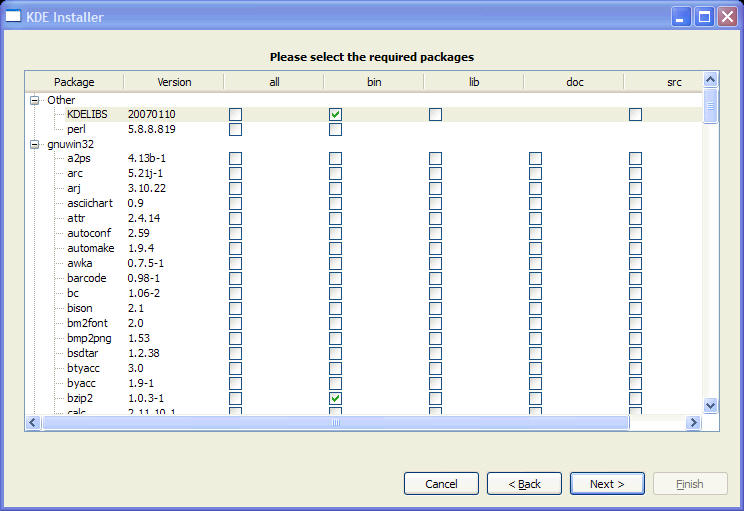 KDE Installer
Please select the required packages
Package Version all bin lib doc src
Other
KDELIBS 20070110
perl 5.8.8.819
gnuwin32
a2ps 4.13b-1
arc 5.21j-1
arj 3.10.22
asciichart 0.9
attr 2.4.14
autoconf 2.59
automake 1.9.4
awka 0.7.5-1
barcode 0.98-1
bc 1.06-2
bison 2.1
bm2font 2.0
bmp2png 1.53
bsdtar 1.2.38
btyacc 3.0
byacc 1.9-1
bzip2 1.0.3-1
calc 2.11.10.1
Cancel < Back Next > Finish